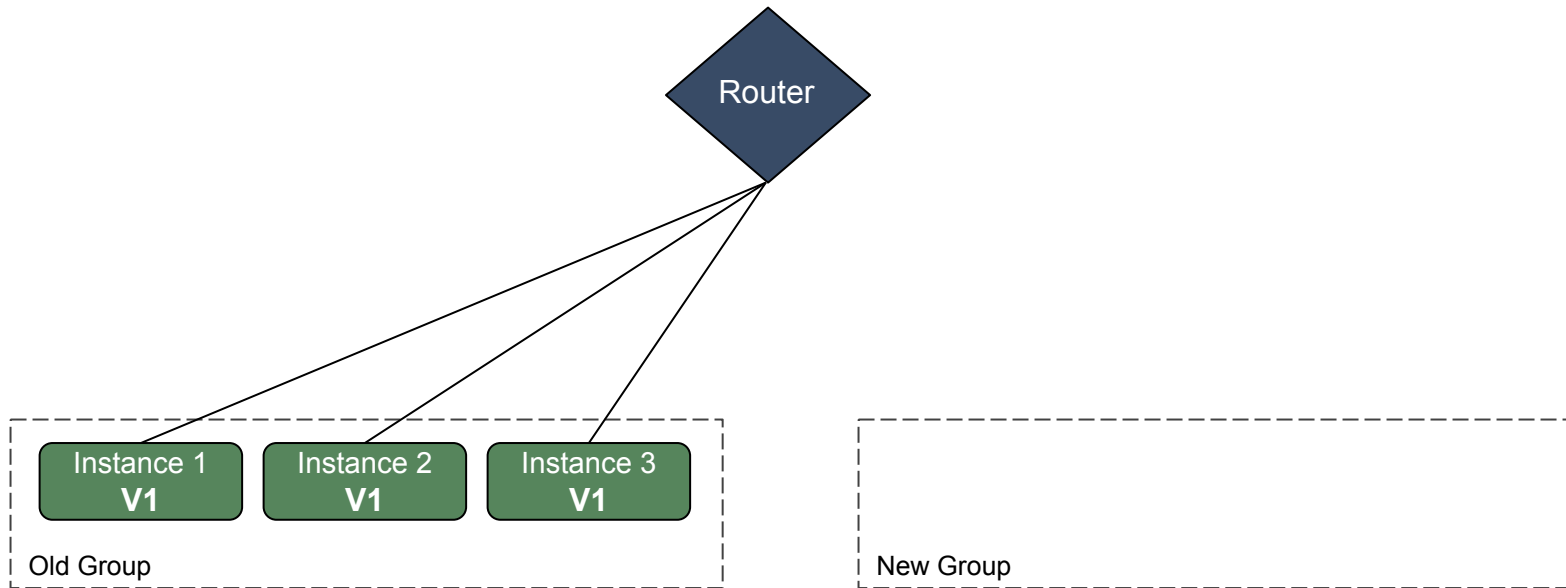 Router
Instance 1
V1
Instance 2
V1
Instance 3
V1
Old Group
New Group